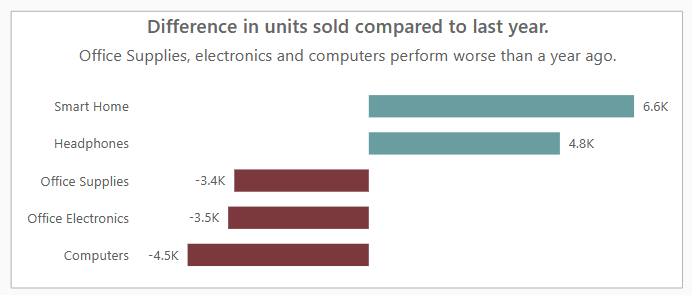 Difference in units sold compared to last year.
Office Supplies, electronics and computers perform worse than a year ago.
Smart Home 6.6K
Headphones 4.8K
Office Supplies -3.4K
Office Electronics -3.5K
Computers -4.5K